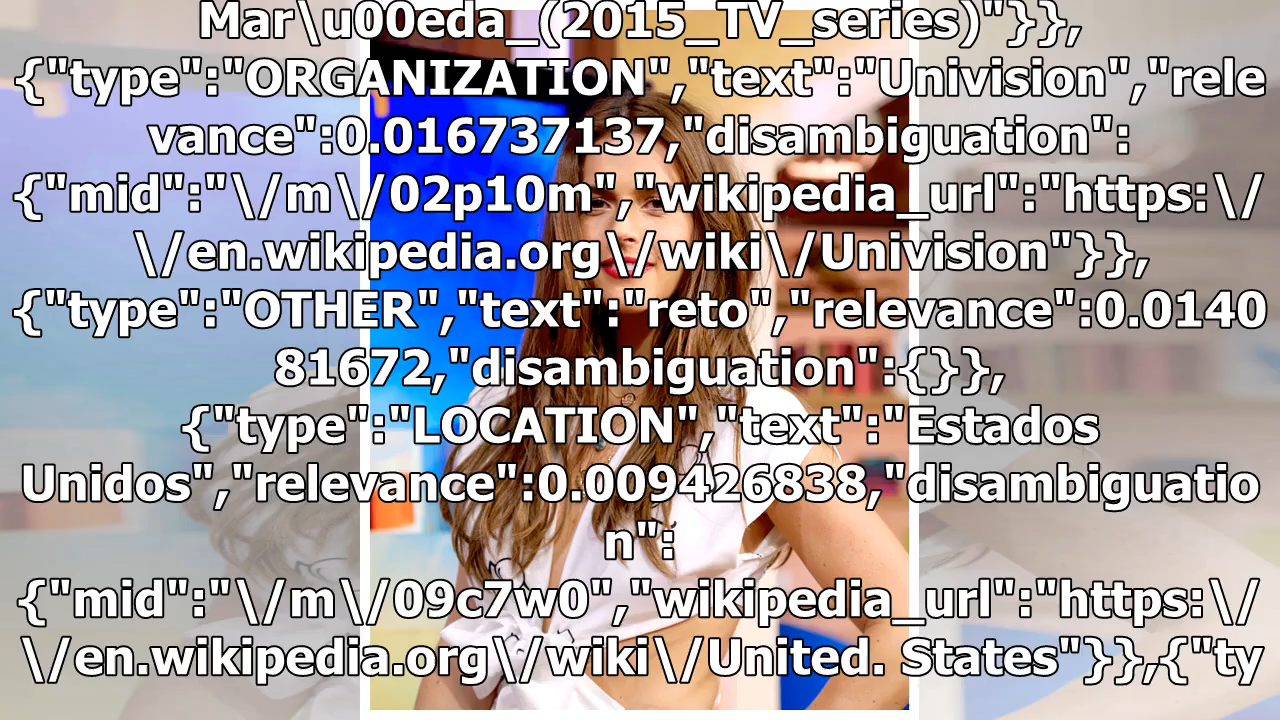 Mar\u00eda_(2015_TV_series)"}},
{"type":"ORGANIZATION","text":"Univision","rele
vance":0.016737137,"disambiguation":
{"mid":"\/m\/02p10m","wikipedia_url":"https:\/
\/en.wikipedia.org\/wiki\/Univision"}},
{"type":"OTHER","text":"reto","relevance":0.0140
81672,"disambiguation":{}},
{"type":"LOCATION","text":"Estados
Unidos","relevance":0.009426838,"disambiguatio
n":
{"mid":"\/m\/09c7w0","wikipedia_url":"https:\/
\/en.wikipedia.org\/wiki\/United. States"}},{"ty